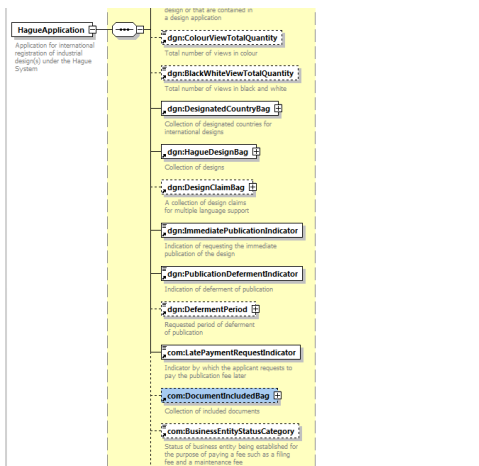 design or that are contained in
a design application
HagueApplication
Application for international
registration of industrial
design(s) under the Hague
System
dgn:ColourViewTotalQuantity
Total number of views in colour
dgn:BlackWhiteViewTotalQuantity
Total number of views in black and white
dgn:DesignatedCountryBag
Collection of designated countries for
international designs
dgn:HagueDesignBag
Collection of designs
dgn:DesignClaimBag
A collection of design claims
for multiple language support
dgn:ImmediatePublicationIndicator
Indication of requesting the immediate
publication of the design
dgn:PublicationDefermentIndicator
Indication of deferment of publication
dgn:DefermentPeriod
Requested period of deferment
of publication
com:LatePaymentRequestIndicator
Indicator by which the applicant requests to
pay the publication fee later
com:DocumentIncludedBag
Collection of included documents
com:BusinessEntityStatusCategory
Status of business entity being established for
the purpose of paying a fee such as a filing
fee and a maintenance fee